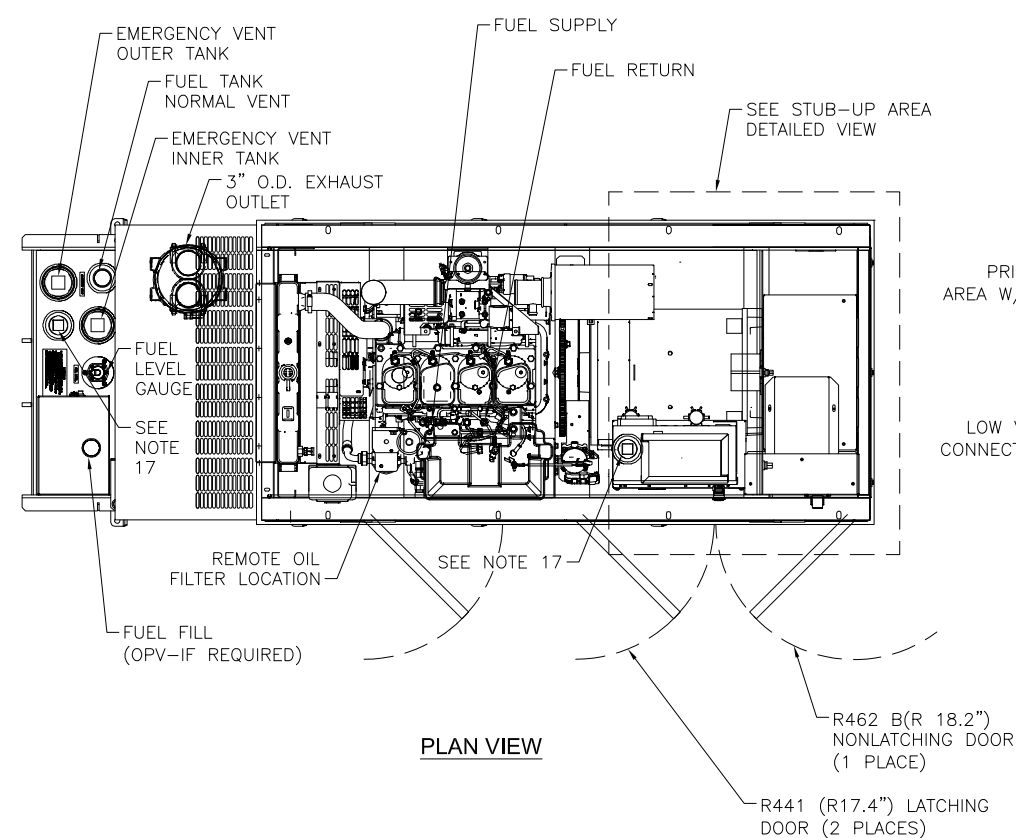 EMERGENCY VENT
OUTER TANK
FUEL TANK
NORMAL VENT
EMERGENCY VENT
INNER TANK
3" O.D. EXHAUST
OUTLET
FUEL SUPPLY
FUEL RETURN
SEE STUB-UP AREA
DETAILED VIEW
PRI
AREA W/
LOW V
CONNECT
FUEL
LEVEL
GAUGE
SEE
NOTE
17
REMOTE OIL
FILTER LOCATION
SEE NOTE 17
FUEL FILL
(OPV-IF REQUIRED)
PLAN VIEW
R462 B(R 18.2")
NONLATCHING DOOR
(1 PLACE)
R441 (R17.4") LATCHING
DOOR (2 PLACES)